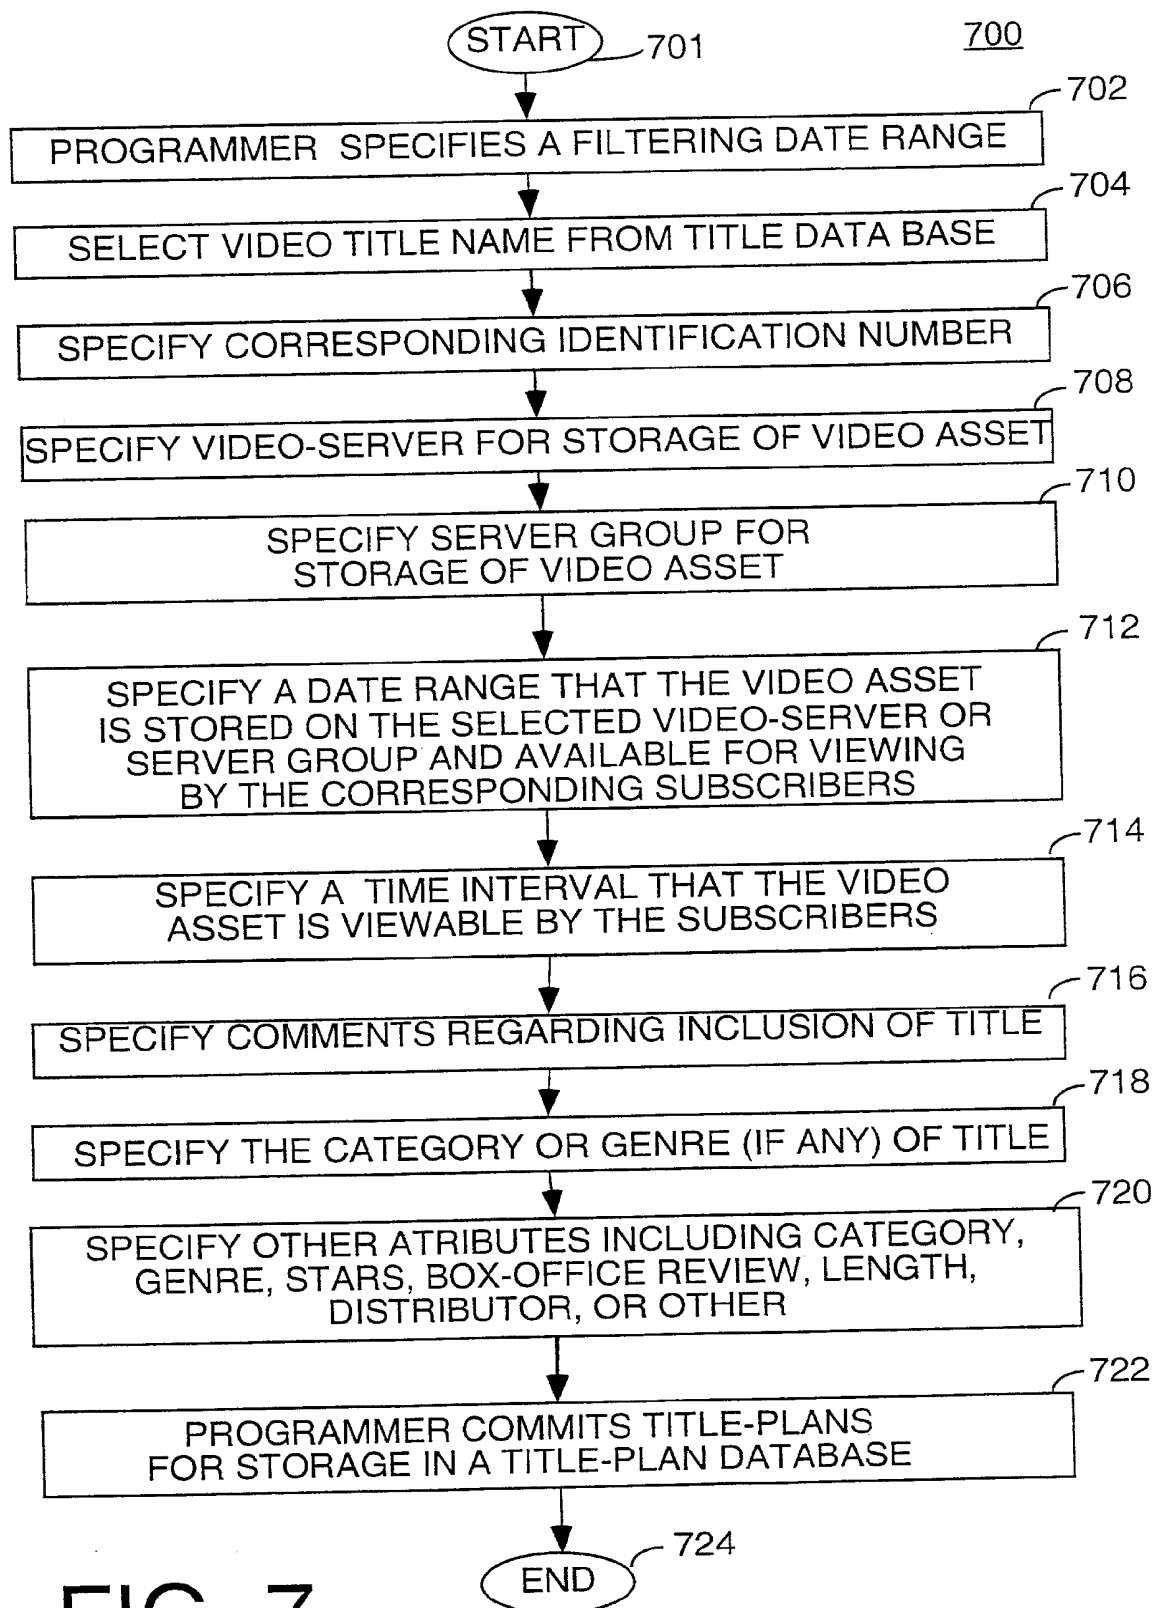 START
701
700
702
PROGRAMMER SPECIFIES A FILTERING DATE RANGE
704
SELECT VIDEO TITLE NAME FROM TITLE DATA BASE
706
SPECIFY CORRESPONDING IDENTIFICATION NUMBER
708
SPECIFY VIDEO-SERVER FOR STORAGE OF VIDEO ASSET
710
SPECIFY SERVER GROUP FOR
STORAGE OF VIDEO ASSET
712
SPECIFY A DATE RANGE THAT THE VIDEO ASSET
IS STORED ON THE SELECTED VIDEO-SERVER OR
SERVER GROUP AND AVAILABLE FOR VIEWING
BY THE CORRESPONDING SUBSCRIBERS
714
SPECIFY A TIME INTERVAL THAT THE VIDEO
ASSET IS VIEWABLE BY THE SUBSCRIBERS
716
SPECIFY COMMENTS REGARDING INCLUSION OF TITLE
718
SPECIFY THE CATEGORY OR GENRE (IF ANY) OF TITLE
720
SPECIFY OTHER ATRIBUTES INCLUDING CATEGORY,
GENRE, STARS, BOX-OFFICE REVIEW, LENGTH,
DISTRIBUTOR, OR OTHER
722
PROGRAMMER COMMITS TITLE-PLANS
FOR STORAGE IN A TITLE-PLAN DATABASE
724
END
FIG. 7